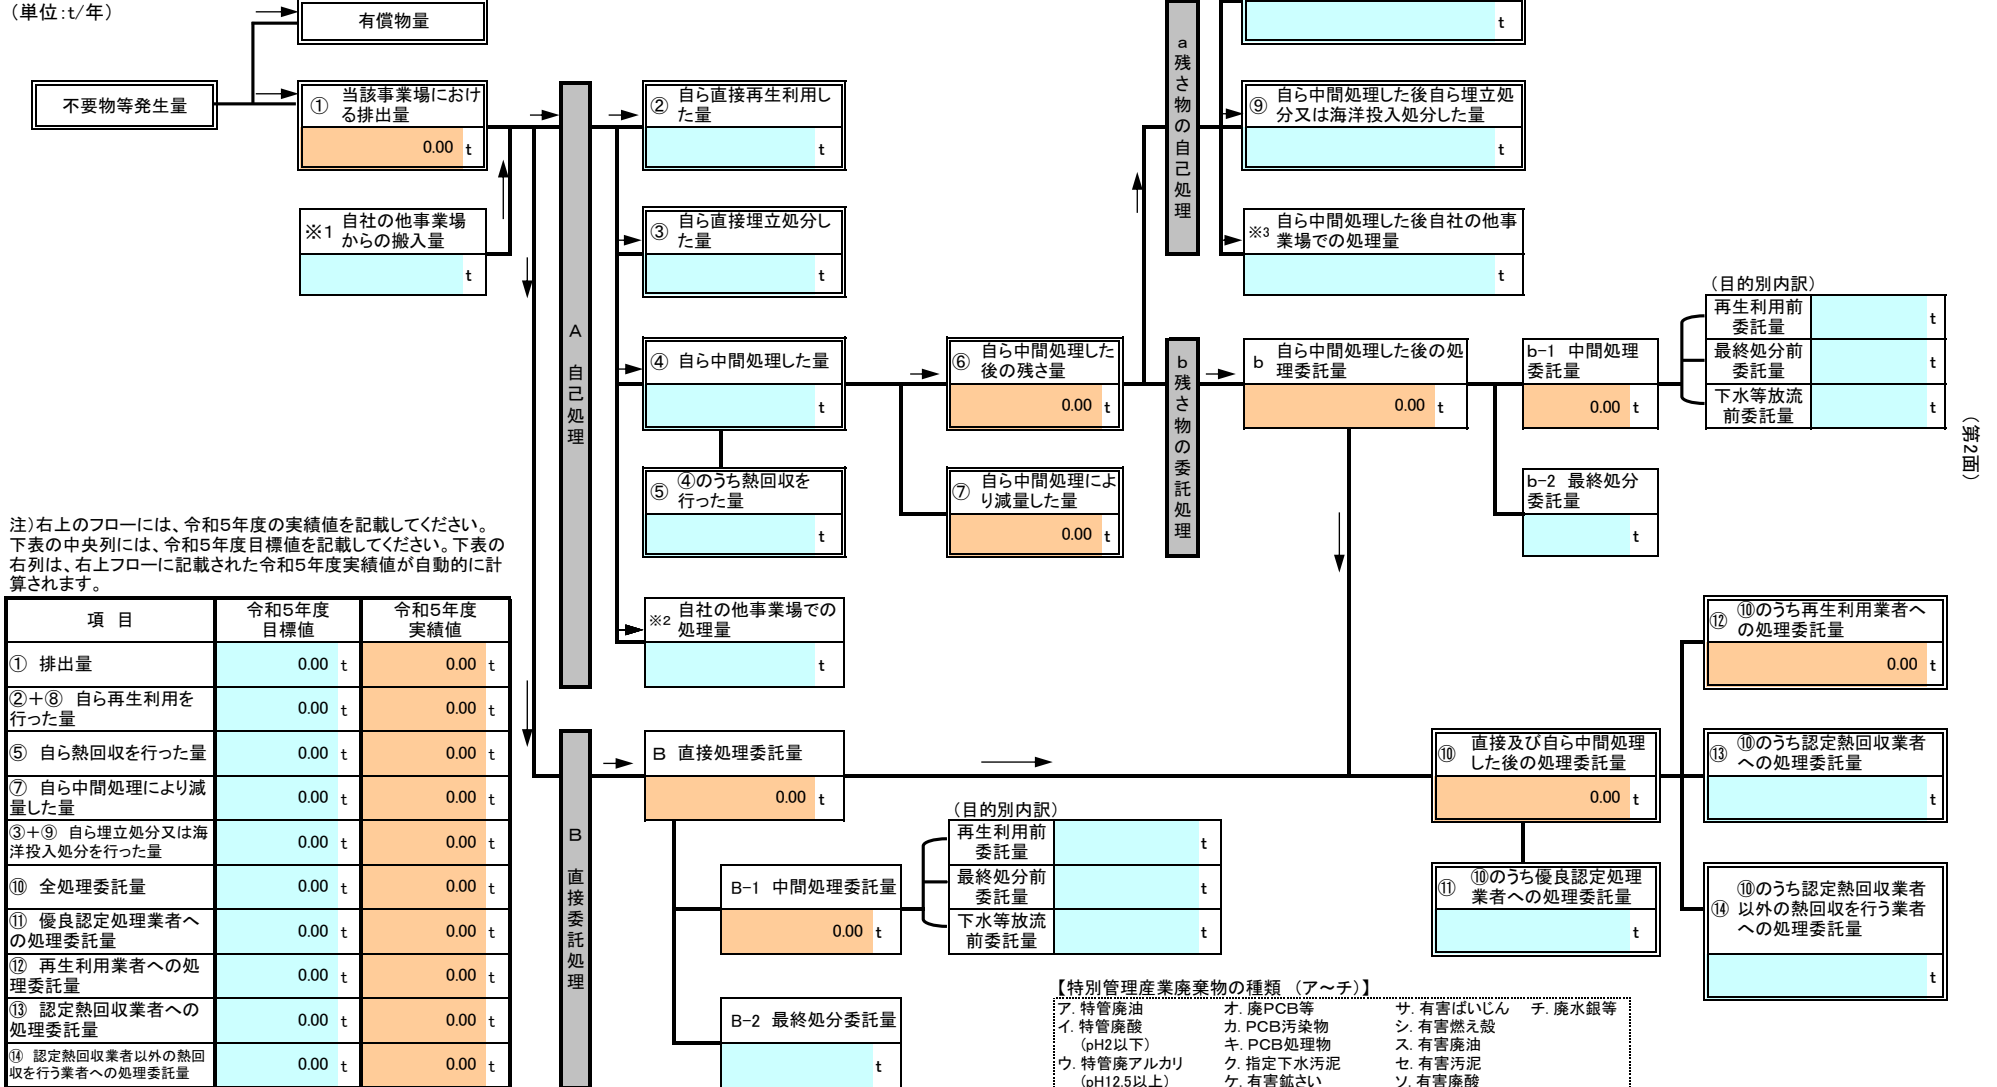 （単位：t/年）
有償物量
不要物等発生量
① 当該事業場におけ
る排出量
0.00 t
※1 自社の他事業場
からの搬入量
t
A 自己処理
② 自ら直接再生利用し
た量
t
③ 自ら直接埋立処分し
た量
t
④ 自ら中間処理した量
t
⑤ ④のうち熱回収を
行った量
t
※2 自社の他事業場での
処理量
t
⑥ 自ら中間処理した
後の残さ量
0.00 t
⑦ 自ら中間処理によ
り減量した量
0.00 t
a残さ物の自己処理
t
⑨ 自ら中間処理した後自ら埋立処
分又は海洋投入処分した量
t
※3 自ら中間処理した後自社の他事
業場での処理量
t
b残さ物の委託処理
b 自ら中間処理した後の処
理委託量
0.00 t
b-1 中間処理
委託量
0.00 t
b-2 最終処分
委託量
t
（目的別内訳）
再生利用前
委託量
t
最終処分前
委託量
t
下水等放流
前委託量
t
（第2面）
注）右上のフローには、令和5年度の実績値を記載してください。
下表の中央列には、令和5年度目標値を記載してください。下表の
右列は、右上フローに記載された令和5年度実績値が自動的に計
算されます。
項 目 令和5年度 令和5年度
目標値 実績値
① 排出量 0.00 t 0.00 t
②＋⑧ 自ら再生利用を
行った量 0.00 t 0.00 t
⑤ 自ら熱回収を行った量 0.00 t 0.00 t
⑦ 自ら中間処理により減
量した量 0.00 t 0.00 t
③＋⑨ 自ら埋立処分又は海
洋投入処分を行った量 0.00 t 0.00 t
⑩ 全処理委託量 0.00 t 0.00 t
⑪ 優良認定処理業者へ
の処理委託量 0.00 t 0.00 t
⑫ 再生利用業者への処
理委託量 0.00 t 0.00 t
⑬ 認定熱回収業者への
処理委託量 0.00 t 0.00 t
⑭ 認定熱回収業者以外の熱回
収を行う業者への処理委託量 0.00 t 0.00 t
B 直接委託処理
B 直接処理委託量
0.00 t
B-1 中間処理委託量
0.00 t
B-2 最終処分委託量
t
（目的別内訳）
再生利用前
委託量
t
最終処分前
委託量
t
下水等放流
前委託量
t
⑩ 直接及び自ら中間処理
した後の処理委託量
0.00 t
⑪ ⑩のうち優良認定処理
業者への処理委託量
t
⑫ ⑩のうち再生利用業者へ
の処理委託量
0.00 t
⑬ ⑩のうち認定熱回収業者
への処理委託量
t
⑭ ⑩のうち認定熱回収業者
以外の熱回収を行う業者
への処理委託量
t
【特別管理産業廃棄物の種類 （ア～チ）】
ア．特管廃油 オ．廃PCB等 サ．有害ばいじん チ．廃水銀等
イ．特管廃酸 カ．PCB汚染物 シ．有害燃え殻
（pH2以下） キ．PCB処理物 ス．有害廃油
ウ．特管廃アルカリ ク．指定下水汚泥 セ．有害汚泥
（pH12.5以上） ケ．有害鉱さい ソ．有害廃酸